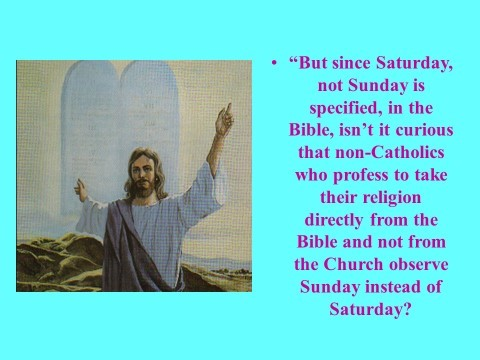 • “But since Saturday,
not Sunday is
specified, in the
Bible, isn’t it curious
that non-Catholics
who profess to take
their religion
directly from the
Bible and not from
the Church observe
Sunday instead of
Saturday?